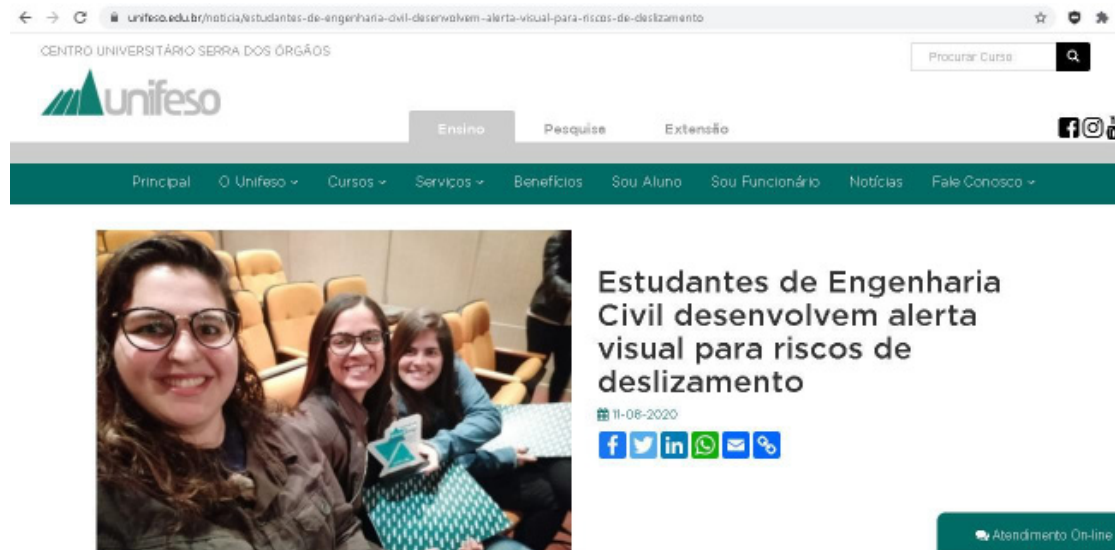 unifeso.edu.br/noticia/estudantes-de-engenharia-civil-desenvolvem-alerta-visual-para-riscos-de-deslizamento
CENTRO UNIVERSITÁRIO SERRA DOS ÓRGÃOS
Procurar Curso
unifeso
Ensino Pesquisa Extensão
Principal O Unifeso Cursos Serviços Benefícios Sou Aluno Sou Funcionário Notícias Fale Conosco
Estudantes de Engenharia
Civil desenvolvem alerta
visual para riscos de
deslizamento
11-08-2020
Atendimento On-line